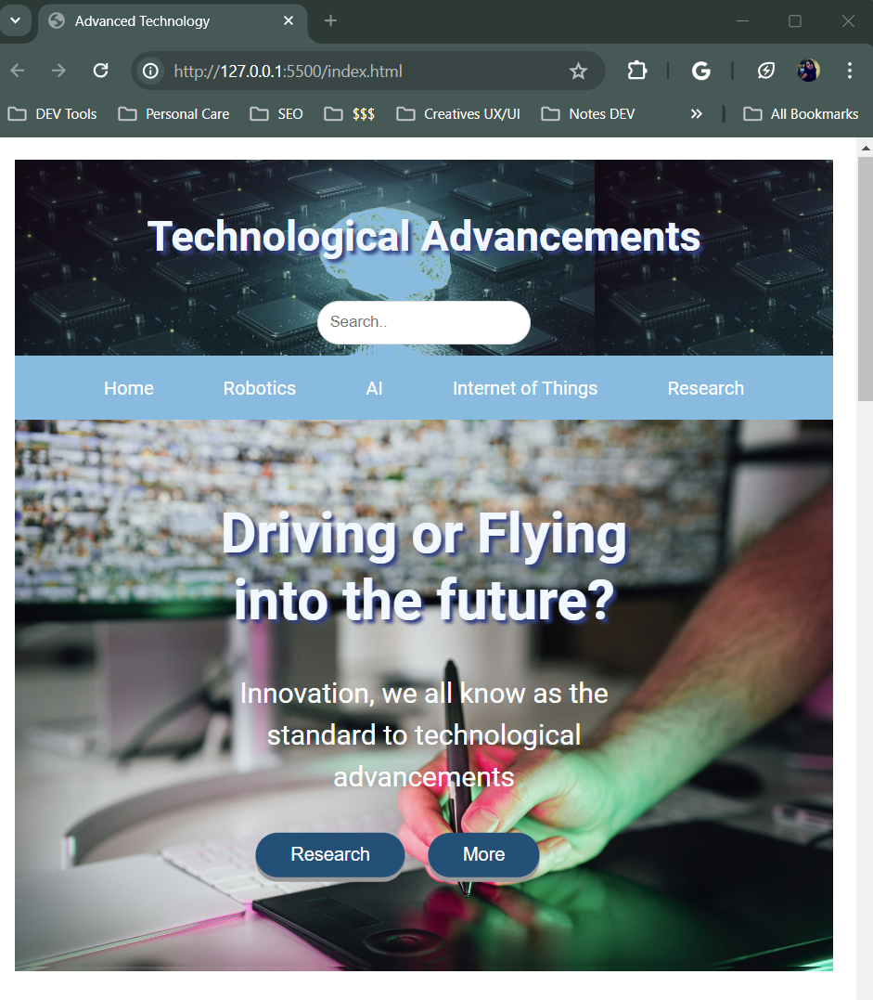 Advanced Technology
http://127.0.0.1:5500/index.html
DEV Tools Personal Care SEO $$$ Creatives UX/UI Notes DEV » All Bookmarks
Technological Advancements
Search..
Home Robotics AI Internet of Things Research
Driving or Flying
into the future?
Innovation, we all know as the
standard to technological
advancements
Research More